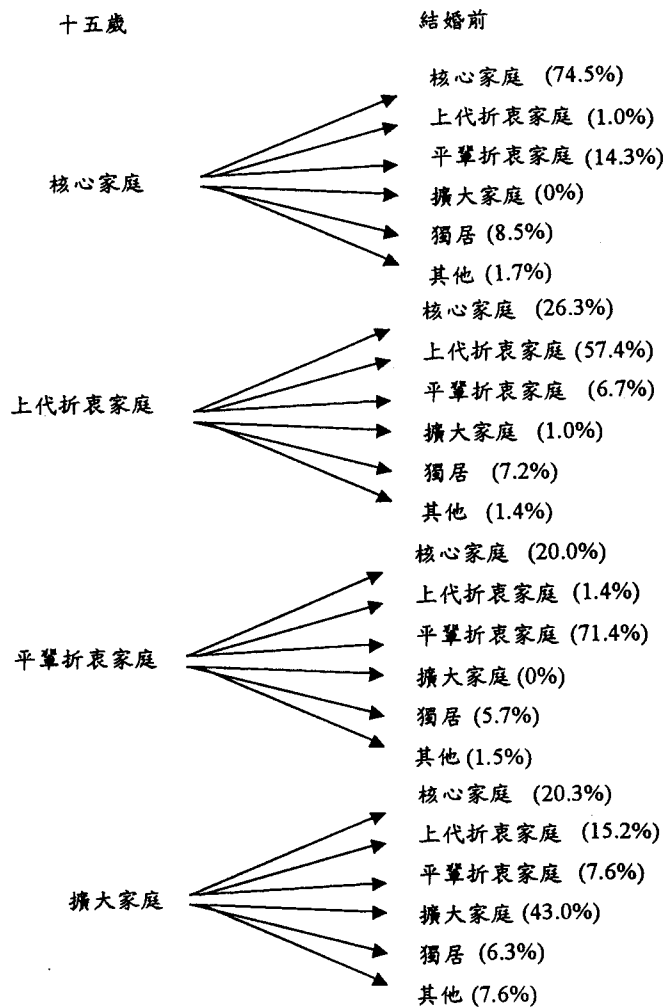 十五歲 結婚前
核心家庭 (74.5%)
上代折衷家庭 (1.0%)
平輩折衷家庭 (14.3%)
核心家庭
擴大家庭 (0%)
獨居 (8.5%)
其他 (1.7%)
核心家庭 (26.3%)
上代折衷家庭 (57.4%)
平輩折衷家庭 (6.7%)
上代折衷家庭
擴大家庭 (1.0%)
獨居 (7.2%)
其他 (1.4%)
核心家庭 (20.0%)
上代折衷家庭 (1.4%)
平輩折衷家庭 (71.4%)
平輩折衷家庭
擴大家庭 (0%)
獨居 (5.7%)
其他 (1.5%)
核心家庭 (20.3%)
上代折衷家庭 (15.2%)
平輩折衷家庭 (7.6%)
擴大家庭
擴大家庭 (43.0%)
獨居 (6.3%)
其他 (7.6%)